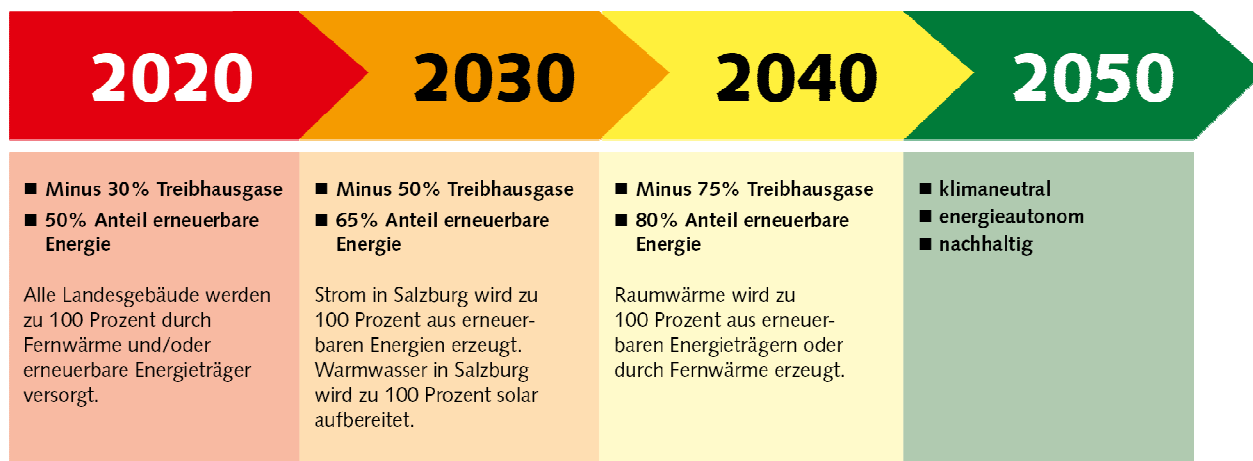 2020
2030
2040
2050
■ Minus 30% Treibhausgase
■ 50% Anteil erneuerbare
Energie
Alle Landesgebäude werden
zu 100 Prozent durch
Fernwärme und/oder
erneuerbare Energieträger
versorgt.
■ Minus 50% Treibhausgase
■ 65% Anteil erneuerbare
Energie
Strom in Salzburg wird zu
100 Prozent aus erneuer-
baren Energien erzeugt.
Warmwasser in Salzburg
wird zu 100 Prozent solar
aufbereitet.
■ Minus 75% Treibhausgase
■ 80% Anteil erneuerbare
Energie
Raumwärme wird zu
100 Prozent aus erneuer-
baren Energieträgern oder
durch Fernwärme erzeugt.
■ klimaneutral
■ energieautonom
■ nachhaltig